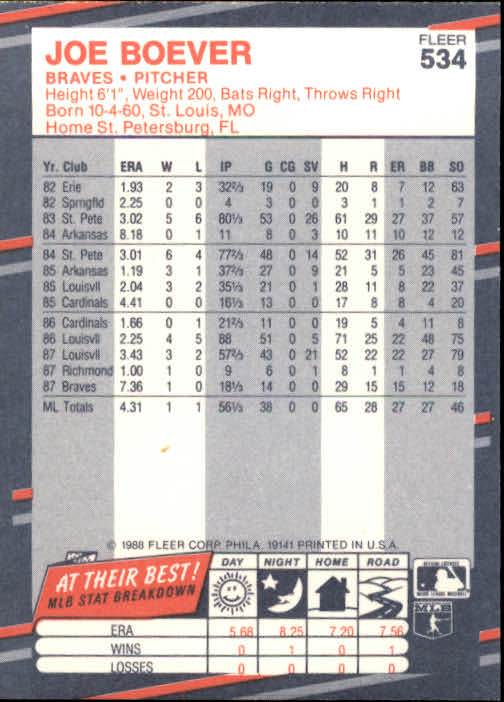 JOE BOEVER
FLEER
534
BRAVES • PITCHER
Height 6'1", Weight 200, Bats Right, Throws Right
Born 10-4-60, St. Louis, MO
Home St. Petersburg, FL
Yr. Club ERA W L IP G CG SV H R ER BB SO
82 Erie 1.93 2 3 32⅔ 19 0 9 20 8 7 12 63
82 Springfld 2.25 0 0 4 3 0 0 3 1 1 2 7
83 St. Pete 3.02 5 6 80⅓ 53 0 26 61 29 27 37 57
84 Arkansas 8.18 0 1 11 8 0 3 10 11 10 12 12
84 St. Pete 3.01 6 4 77⅔ 48 0 14 52 31 26 45 81
85 Arkansas 1.19 3 1 37⅔ 27 0 9 21 5 5 23 45
85 Louisvll 2.04 3 2 35⅓ 21 0 1 28 11 8 22 37
85 Cardinals 4.41 0 0 16⅓ 13 0 0 17 8 8 4 20
86 Cardinals 1.66 0 1 21⅔ 11 0 0 19 5 4 11 8
86 Louisvll 2.25 4 5 88 51 0 5 71 25 22 48 75
87 Louisvll 3.43 3 2 57⅔ 43 0 21 52 22 22 27 79
87 Richmond 1.00 1 0 9 6 0 1 8 1 1 4 8
87 Braves 7.36 1 0 18⅓ 14 0 0 29 15 15 12 18
ML Totals 4.31 1 1 56⅓ 38 0 0 65 28 27 27 46
© 1988 FLEER CORP. PHILA. 19141 PRINTED IN U.S.A.
AT THEIR BEST!
MLB STAT BREAKDOWN
DAY NIGHT HOME ROAD
ERA 5.68 8.25 7.20 7.56
WINS 0 1 0 1
LOSSES 0 0 0 0
MLB